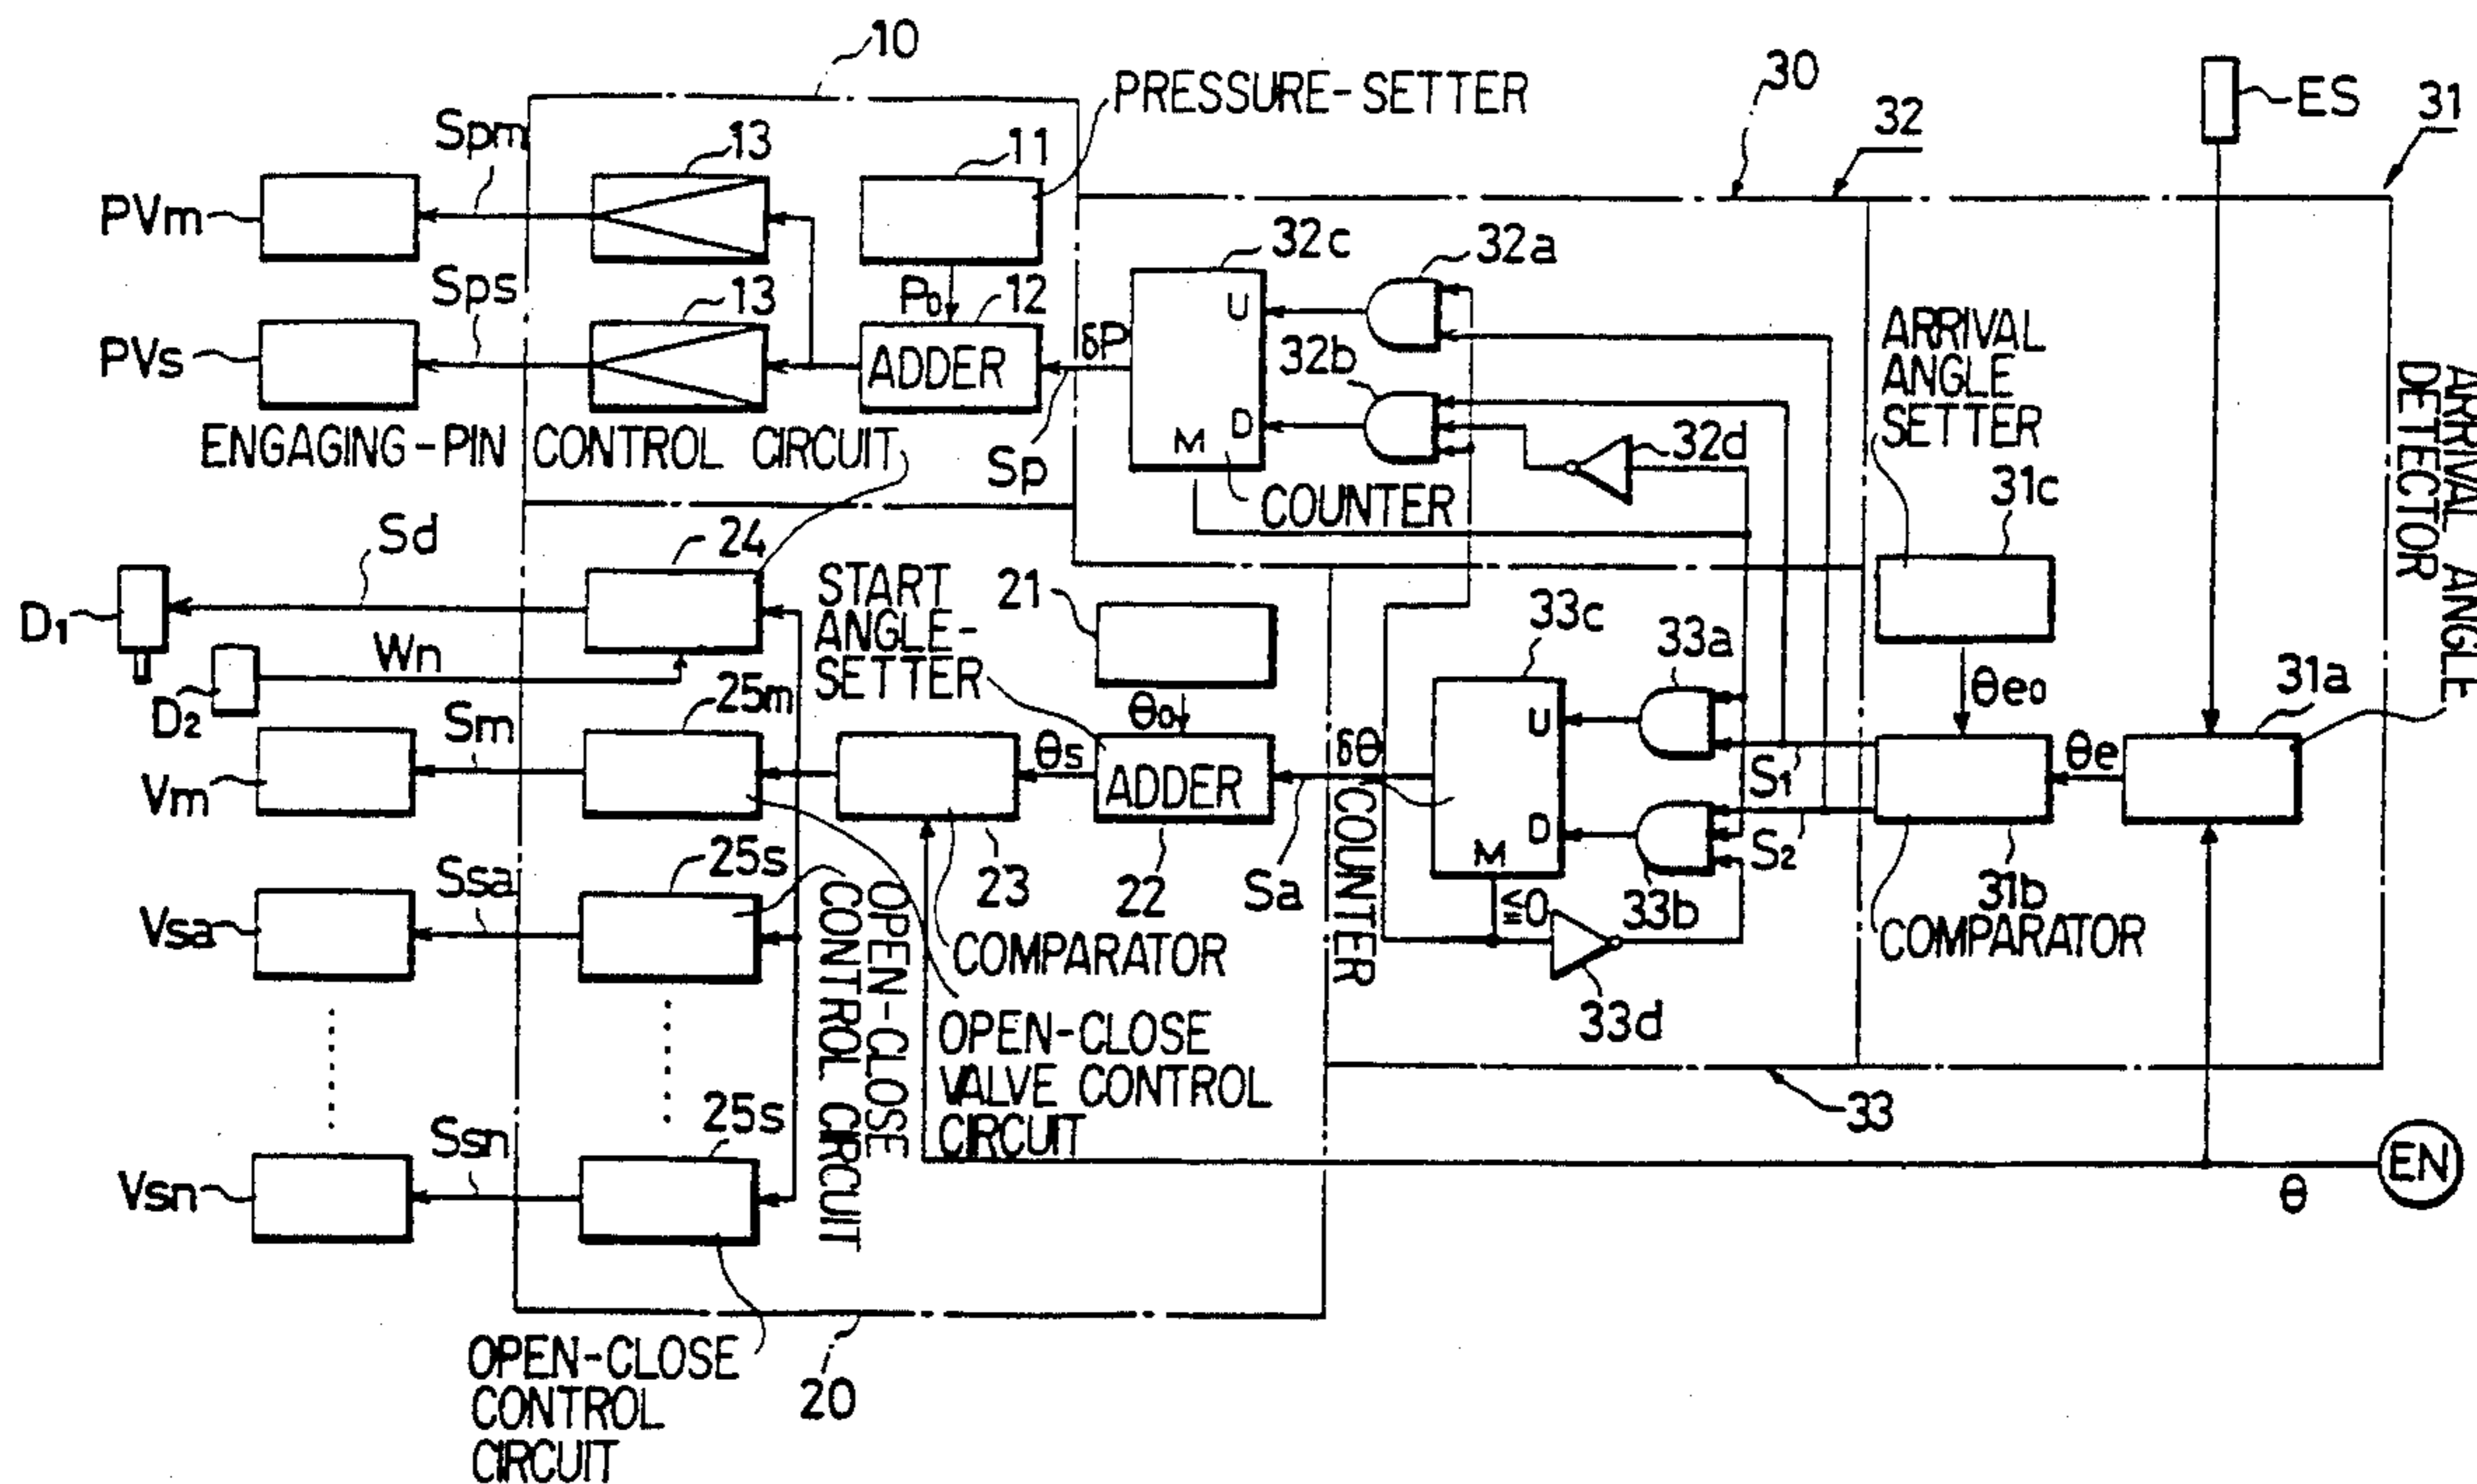 10
PRESSURE-SETTER
30
32
ES
31
Spm
13
11
PVm
32c
32a
Sps
13
P0
12
U
PVs
ADDER
δP
32b
ARRIVAL
ANGLE
SETTER
ARRIVAL ANGLE
DETECTOR
ENGAGING-PIN CONTROL CIRCUIT
Sp
M
D
32d
COUNTER
31c
Sd
24
START
ANGLE-
SETTER
21
33c
33a
D1
Wn
D2
25m
θo
θeo
31a
Sm
θs
δθ
U
S1
θe
Vm
ADDER
COUNTER
D
S2
25s
23
22
Sa
M
≦0
33b
31b
Ssa
Vsa
COMPARATOR
COMPARATOR
OPEN-CLOSE
CONTROL CIRCUIT
33d
OPEN-CLOSE
VALVE CONTROL
CIRCUIT
25s
33
Ssn
Vsn
EN
θ
OPEN-CLOSE
CONTROL
CIRCUIT
20